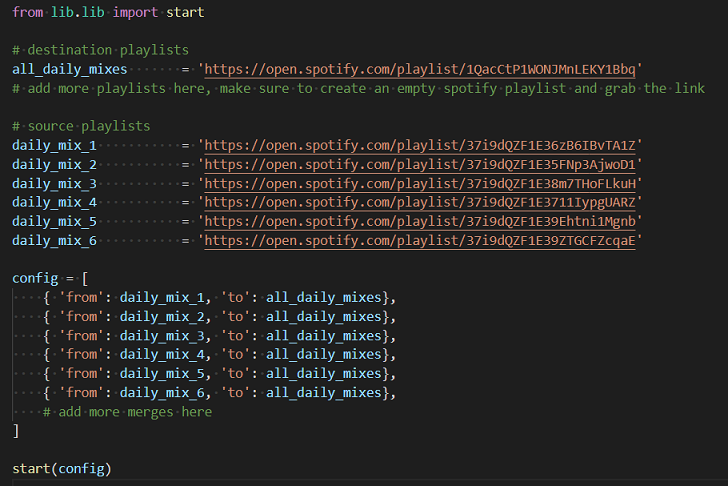 from lib.lib import start
# destination playlists
all_daily_mixes = 'https://open.spotify.com/playlist/1QacCtP1WONJMnLEKY1Bbq'
# add more playlists here, make sure to create an empty spotify playlist and grab the link
# source playlists
daily_mix_1 = 'https://open.spotify.com/playlist/37i9dQZF1E36zB6IBvTA1Z'
daily_mix_2 = 'https://open.spotify.com/playlist/37i9dQZF1E35FNp3AjwoD1'
daily_mix_3 = 'https://open.spotify.com/playlist/37i9dQZF1E38m7THoFLkuH'
daily_mix_4 = 'https://open.spotify.com/playlist/37i9dQZF1E3711IypgUARZ'
daily_mix_5 = 'https://open.spotify.com/playlist/37i9dQZF1E39Ehtni1Mgnb'
daily_mix_6 = 'https://open.spotify.com/playlist/37i9dQZF1E39ZTGCFZcqaE'
config = [
{ 'from': daily_mix_1, 'to': all_daily_mixes},
{ 'from': daily_mix_2, 'to': all_daily_mixes},
{ 'from': daily_mix_3, 'to': all_daily_mixes},
{ 'from': daily_mix_4, 'to': all_daily_mixes},
{ 'from': daily_mix_5, 'to': all_daily_mixes},
{ 'from': daily_mix_6, 'to': all_daily_mixes},
# add more merges here
]
start(config)